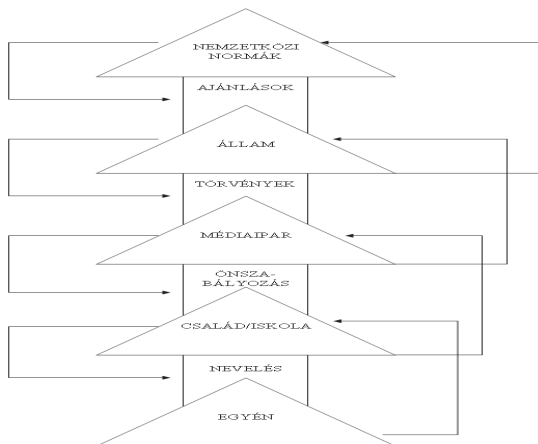 NEMZETKÖZI
NORMÁK
AJÁNLÁSOK
ÁLLAM
TÖRVÉNYEK
MÉDIAIPAR
ÖNSZA-
BÁLYOZÁS
CSALÁD/ISKOLA
NEVELÉS
EGYÉN